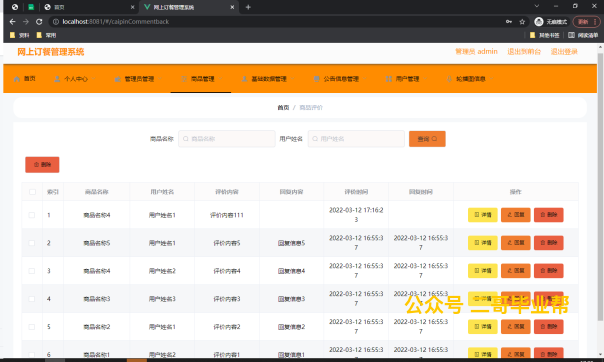 首页
网上订餐管理系统
localhost:8081/#/caipinCommentback
无痕模式
更新
资料
常用
其他书签
阅读清单
网上订餐管理系统
管理员 admin
退出到前台
退出登录
首页
个人中心
管理员管理
商品管理
基础数据管理
公告信息管理
用户管理
轮播图信息
首页 / 商品评价
商品名称 商品名称 用户姓名 用户姓名 查询
删除
索引 商品名称 用户姓名 评价内容 回复内容 评价时间 回复时间 操作
1 商品名称4 用户姓名1 评价内容111 2022-03-12 17:16:23 详情 回复 删除
2 商品名称5 用户姓名1 评价内容5 回复信息5 2022-03-12 16:55:37 2022-03-12 16:55:37 详情 回复 删除
3 商品名称4 用户姓名2 评价内容4 回复信息4 2022-03-12 16:55:37 2022-03-12 16:55:37 详情 回复 删除
4 商品名称3 用户姓名3 评价内容3 回复信息3 2022-03-12 16:55:37 2022-03-12 16:55:37 详情 回复 删除
5 商品名称2 用户姓名1 评价内容2 回复信息2 2022-03-12 16:55:37 2022-03-12 16:55:37 详情 回复 删除
6 商品名称1 用户姓名2 评价内容1 回复信息1 2022-03-12 16:55:3 2022-03-12 16:55:3 详情 回复 删除
公众号 二哥毕业帮